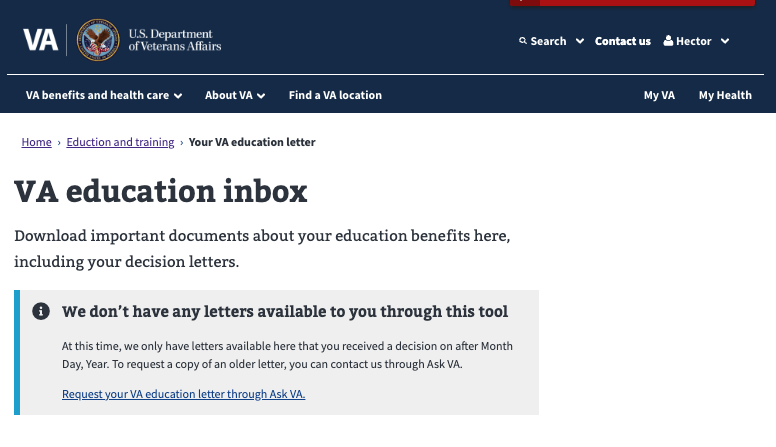 VA
U.S. Department
of Veterans Affairs
Search
Contact us
Hector
VA benefits and health care
About VA
Find a VA location
My VA
My Health
Home › Eduction and training › Your VA education letter
VA education inbox
Download important documents about your education benefits here,
including your decision letters.
We don’t have any letters available to you through this tool
At this time, we only have letters available here that you received a decision on after Month
Day, Year. To request a copy of an older letter, you can contact us through Ask VA.
Request your VA education letter through Ask VA.